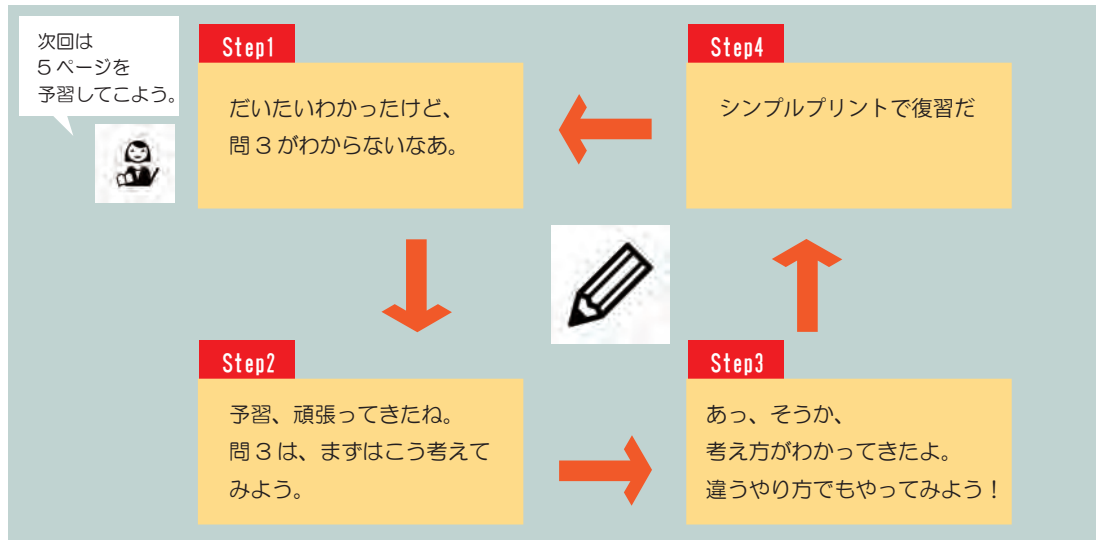 次回は
5ページを
予習してこよう。
Step1
だいたいわかったけど、
問3がわからないなあ。
Step2
予習、頑張ってきたね。
問3は、まずはこう考えて
みよう。
Step3
あっ、そうか、
考え方がわかってきたよ。
違うやり方でもやってみよう！
Step4
シンプルプリントで復習だ